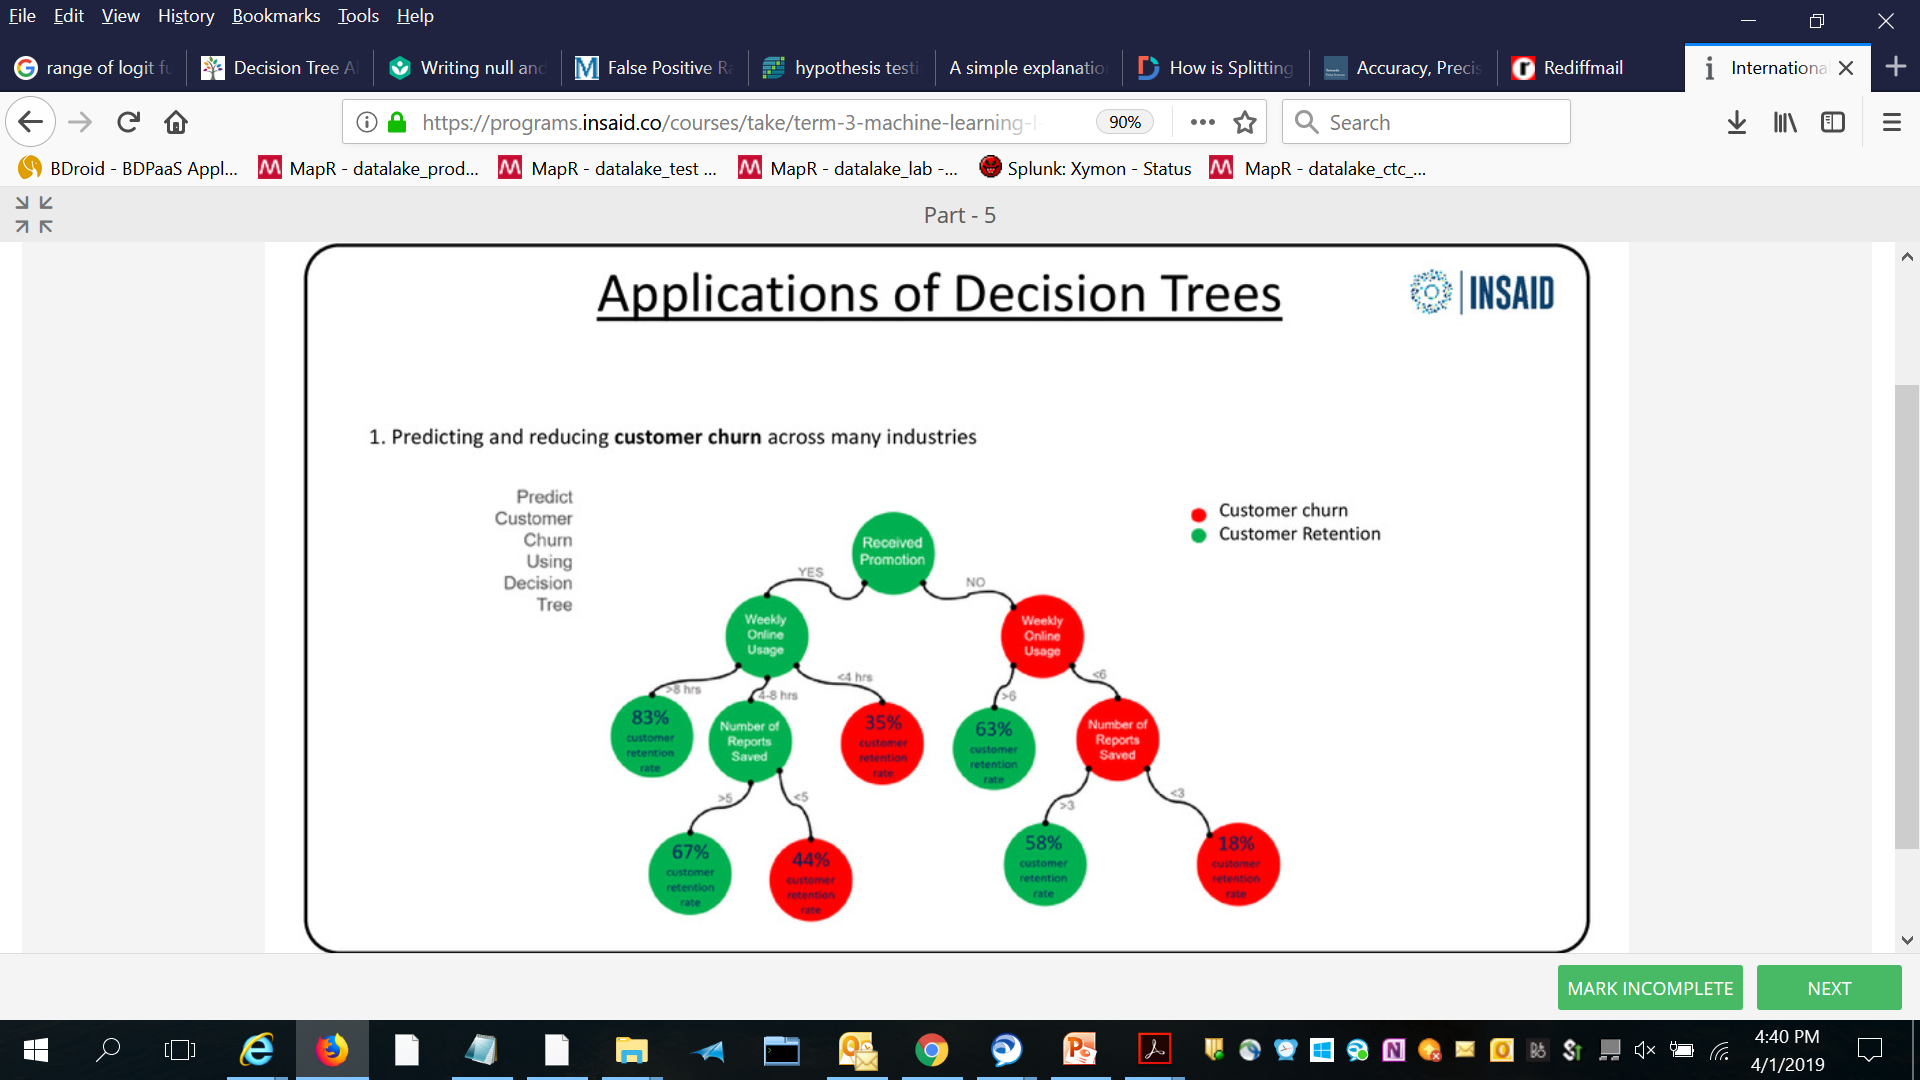 File Edit View History Bookmarks Tools Help
range of logit fu
Decision Tree Al
Writing null and
False Positive Ra
hypothesis testi
A simple explanation
How is Splitting
Accuracy, Precis
Rediffmail
International
https://programs.insaid.co/courses/take/term-3-machine-learning-l
90%
Search
BDroid - BDPaaS Appl...
MapR - datalake_prod...
MapR - datalake_test ...
MapR - datalake_lab -...
Splunk: Xymon - Status
MapR - datalake_ctc_...
Part - 5
Applications of Decision Trees
INSAID
1. Predicting and reducing customer churn across many industries
Predict
Customer
Churn
Using
Decision
Tree
Customer churn
Customer Retention
Received
Promotion
YES
NO
Weekly
Online
Usage
Weekly
Online
Usage
>8 hrs
4-8 hrs
<4 hrs
>6
<6
83%
customer
retention
rate
Number of
Reports
Saved
35%
customer
retention
rate
63%
customer
retention
rate
Number of
Reports
Saved
>5
<5
>3
<3
67%
customer
retention
rate
44%
customer
retention
rate
58%
customer
retention
rate
18%
customer
retention
rate
MARK INCOMPLETE
NEXT
4:40 PM
4/1/2019